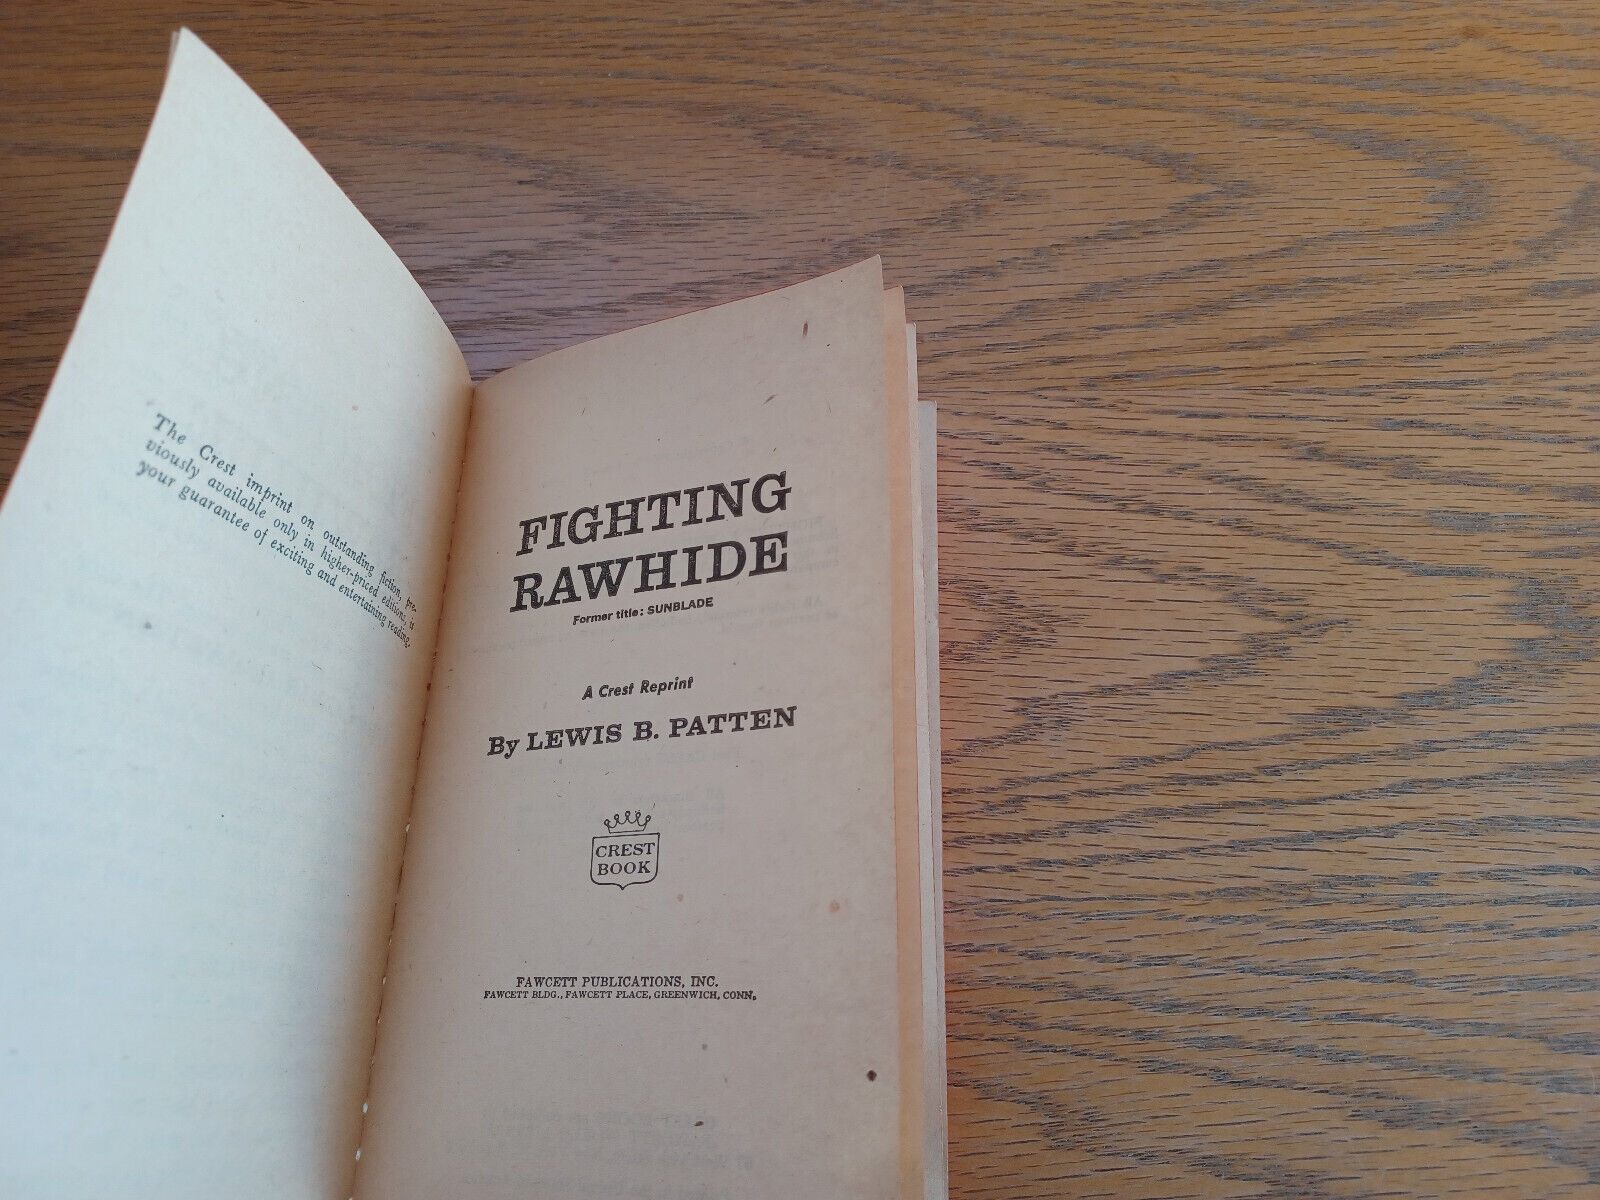 The Crest imprint on outstanding fiction, pre-
viously available only in higher-priced editions, is
your guarantee of exciting and entertaining reading.
FIGHTING
RAWHIDE
Former title: SUNBLADE
A Crest Reprint
By LEWIS B. PATTEN
CREST
BOOK
FAWCETT PUBLICATIONS, INC.
FAWCETT BLDG., FAWCETT PLACE, GREENWICH, CONN.